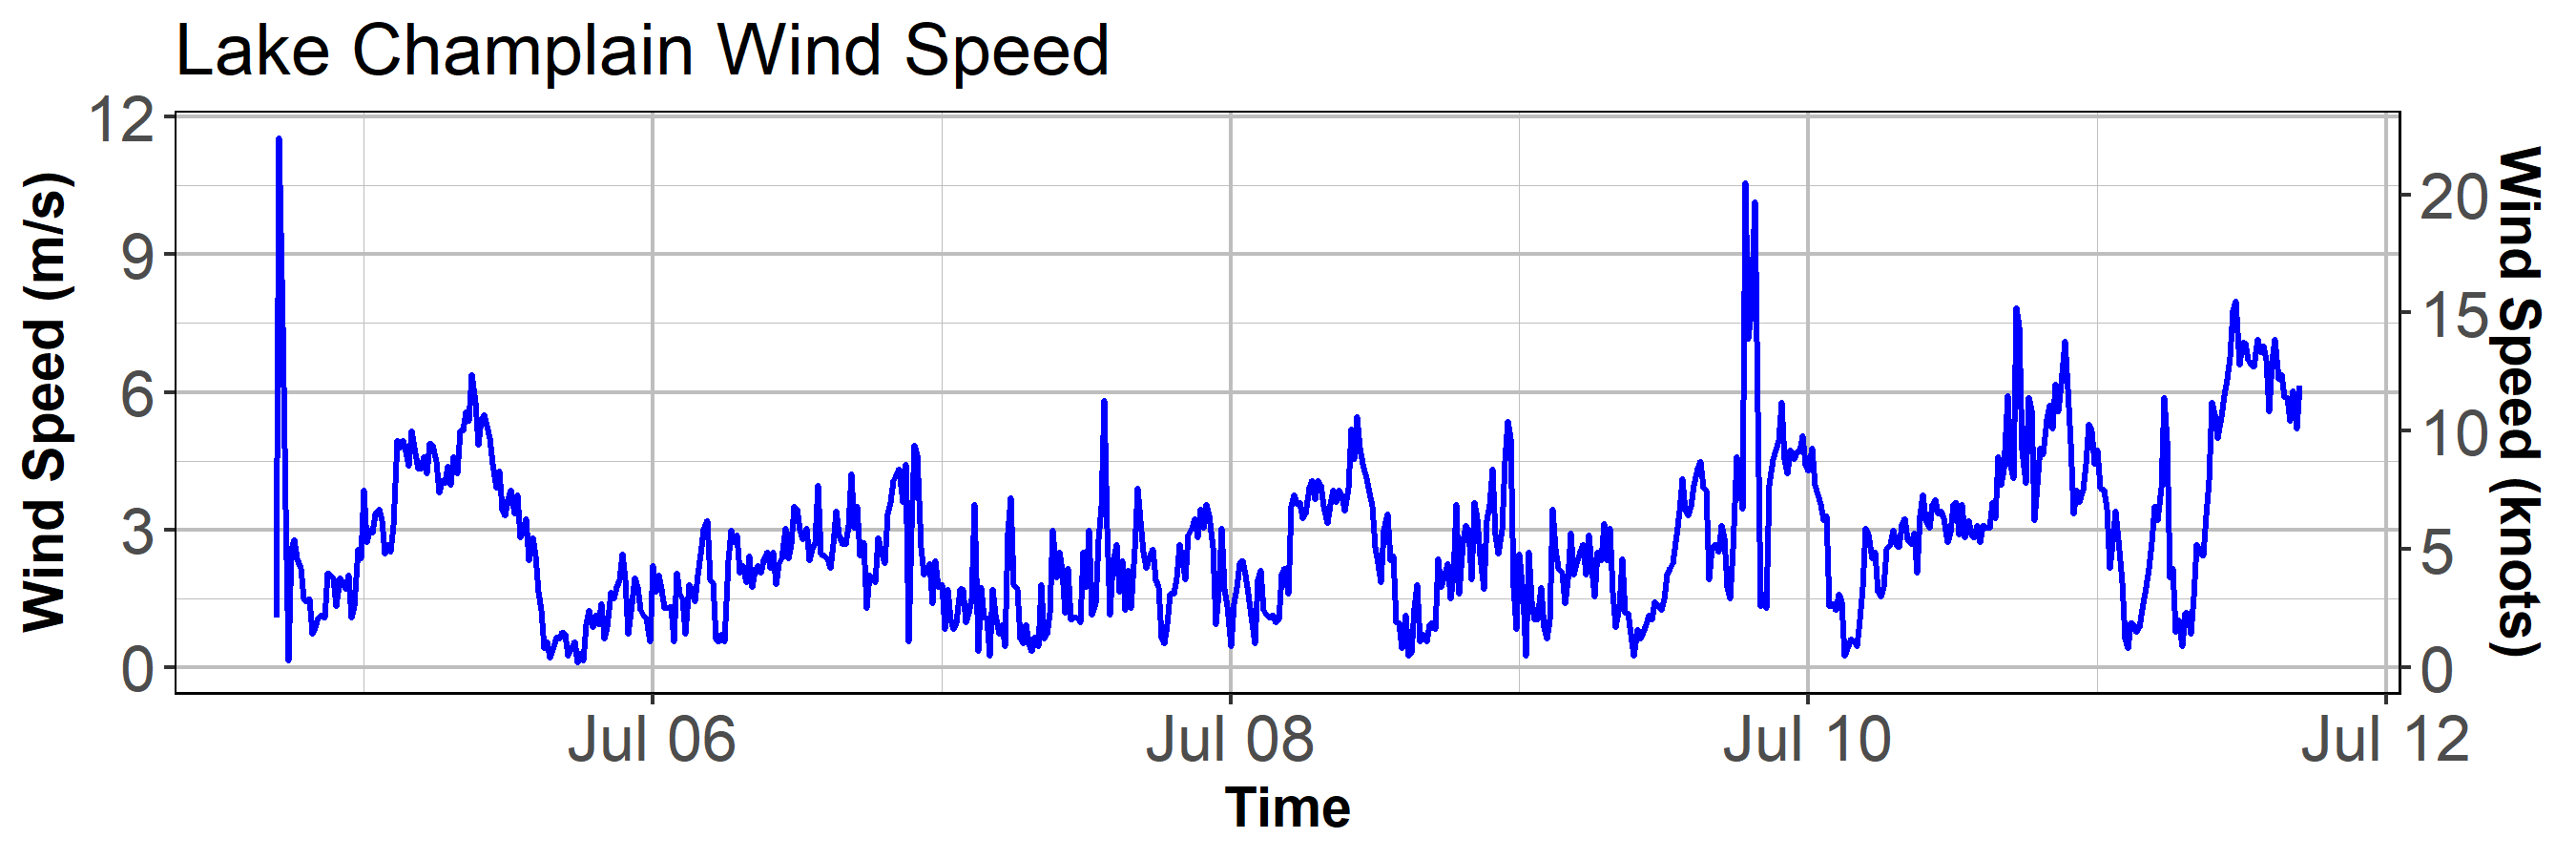 Lake Champlain Wind Speed
Wind Speed (m/s)
12
9
6
3
0
Wind Speed (knots)
20
15
10
5
0
Jul 06 Jul 08 Jul 10 Jul 12
Time